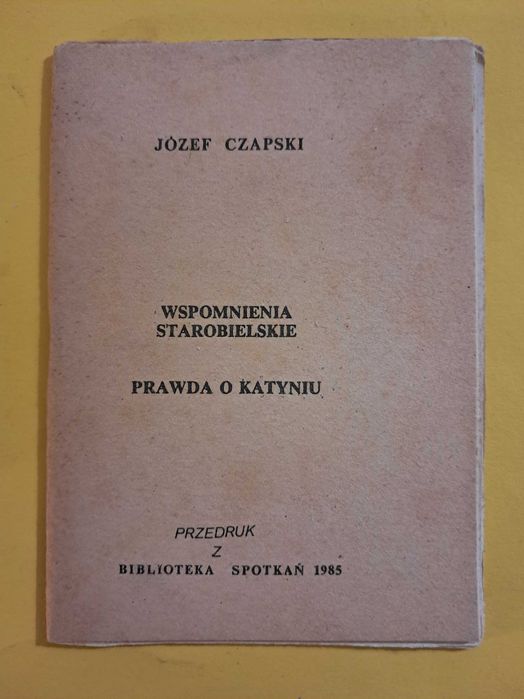 JÓZEF CZAPSKI
WSPOMNIENIA
STAROBIELSKIE
PRAWDA O KATYNIU
PRZEDRUK
Z
BIBLIOTEKA SPOTKAŃ 1985